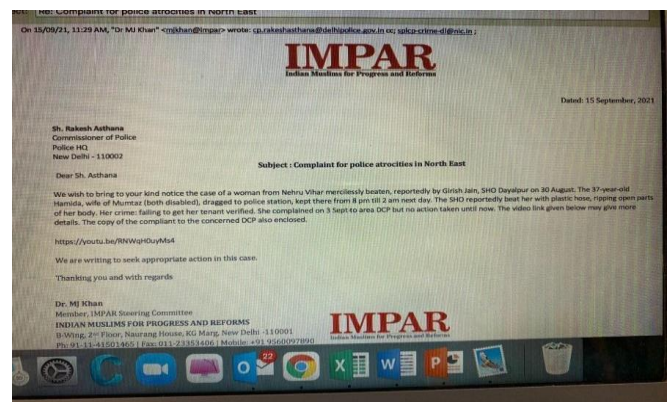 Re: Complaint for police atrocities in North East
On 15/09/21, 11:29 AM, "Dr MJ Khan" <mjkhan@impar> wrote: cp.rakeshasthana@delhipolice.gov.in cc; splcp-crime-dl@nic.in ;
IMPAR
Indian Muslims for Progress and Reforms
Dated: 15 September, 2021
Sh. Rakesh Asthana
Commissioner of Police
Police HQ
New Delhi - 110002
Subject : Complaint for police atrocities in North East
Dear Sh. Asthana
We wish to bring to your kind notice the case of a woman from Nehru Vihar mercilessly beaten, reportedly by Girish Jain, SHO Dayalpur on 30 August. The 37-year-old
Hamida, wife of Mumtaz (both disabled), dragged to police station, kept there from 8 pm till 2 am next day. The SHO reportedly beat her with plastic hose, ripping open parts
of her body. Her crime: failing to get her tenant verified. She complained on 3 Sept to area DCP but no action taken until now. The video link given below may give more
details. The copy of the compliant to the concerned DCP also enclosed.
https://youtu.be/RNWqH0uyMs4
We are writing to seek appropriate action in this case.
Thanking you and with regards
Dr. MJ Khan
Member, IMPAR Steering Committee
INDIAN MUSLIMS FOR PROGRESS AND REFORMS
B-Wing, 2nd Floor, Naurang House, KG Marg, New Delhi -110001
Ph: 91-11-41501465 | Fax: 011-23353406 | Mobile: +91 9560097890
IMPAR
Indian Muslims for Progress and Reforms
22
O
X
W
P